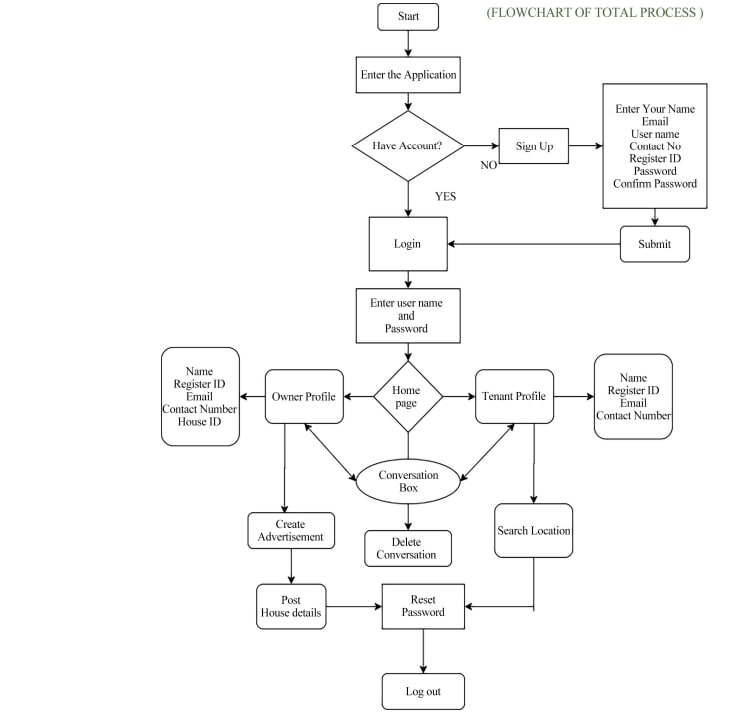 Start
(FLOWCHART OF TOTAL PROCESS )
Enter the Application
Have Account?
NO
Sign Up
Enter Your Name
Email
User name
Contact No
Register ID
Password
Confirm Password
YES
Login
Submit
Enter user name
and
Password
Name
Register ID
Email
Contact Number
House ID
Owner Profile
Home
page
Tenant Profile
Name
Register ID
Email
Contact Number
Conversation
Box
Create
Advertisement
Delete
Conversation
Search Location
Post
House details
Reset
Password
Log out